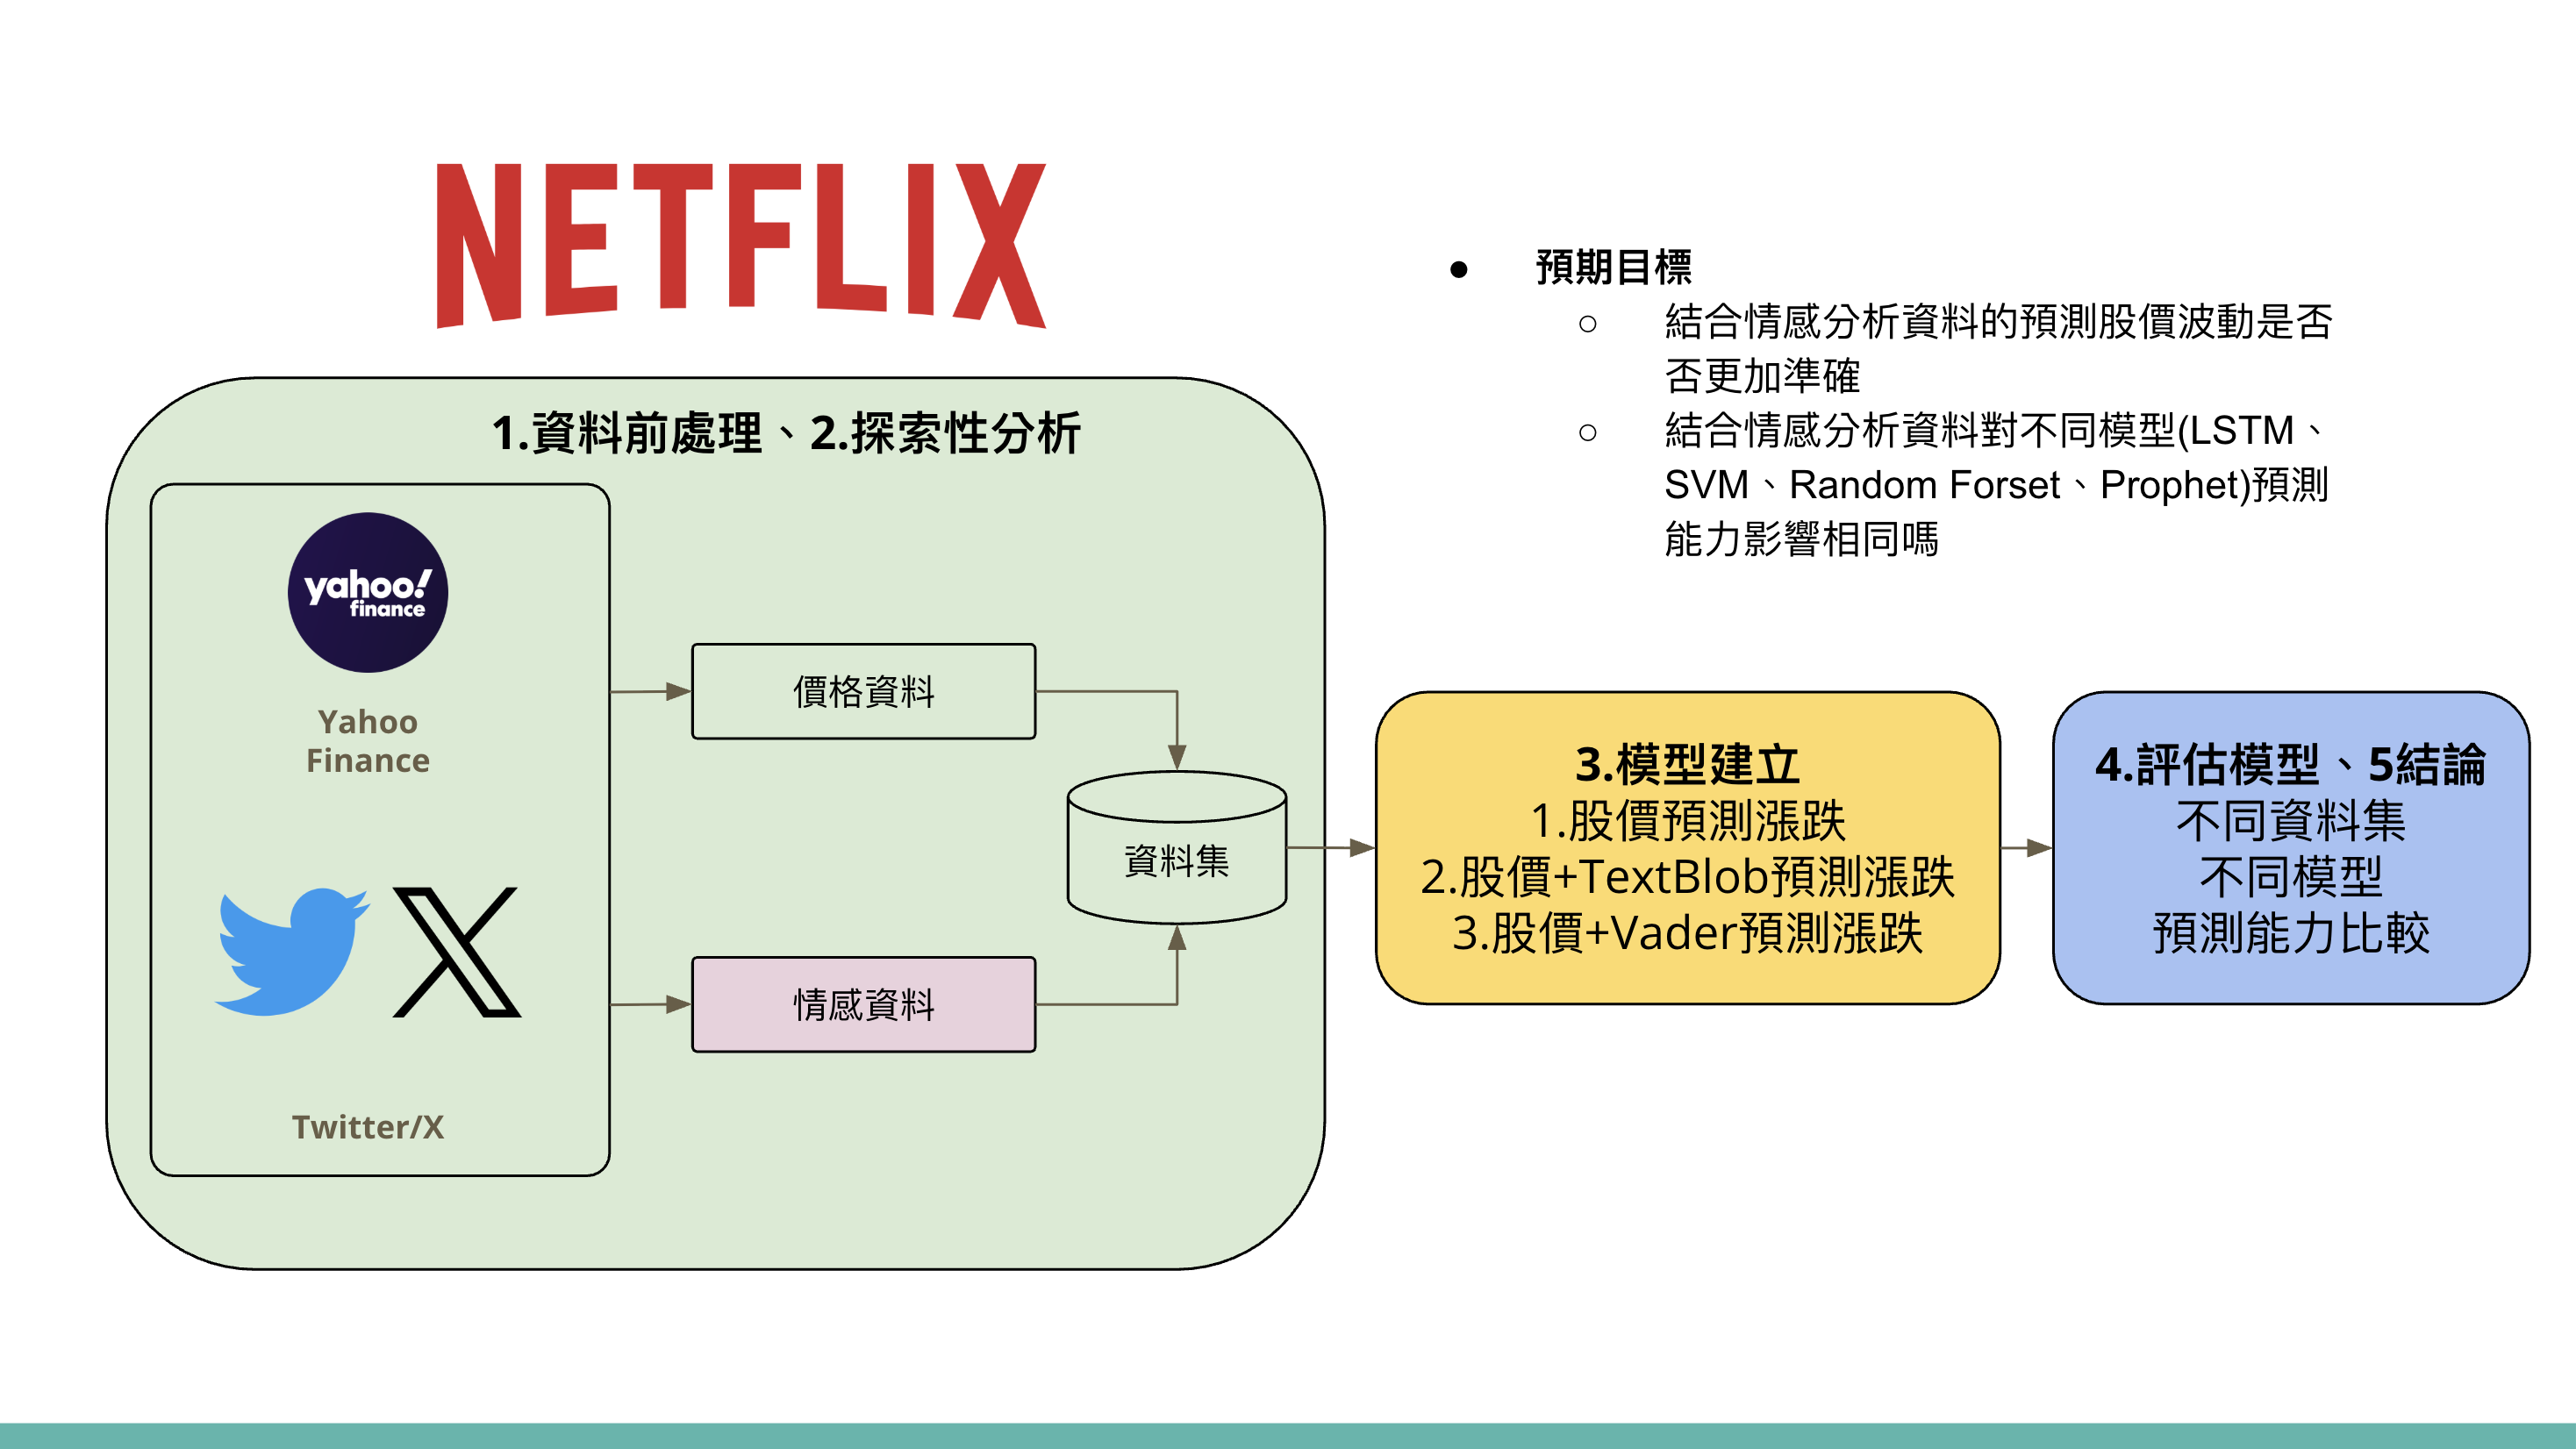 NETFLIX
● 預期目標
○ 結合情感分析資料的預測股價波動是否
否更加準確
○ 結合情感分析資料對不同模型(LSTM、
SVM、Random Forset、Prophet)預測
能力影響相同嗎
1.資料前處理、2.探索性分析
yahoo!
finance
Yahoo
Finance
Twitter/X
價格資料
情感資料
資料集
3.模型建立
1.股價預測漲跌
2.股價+TextBlob預測漲跌
3.股價+Vader預測漲跌
4.評估模型、5結論
不同資料集
不同模型
預測能力比較